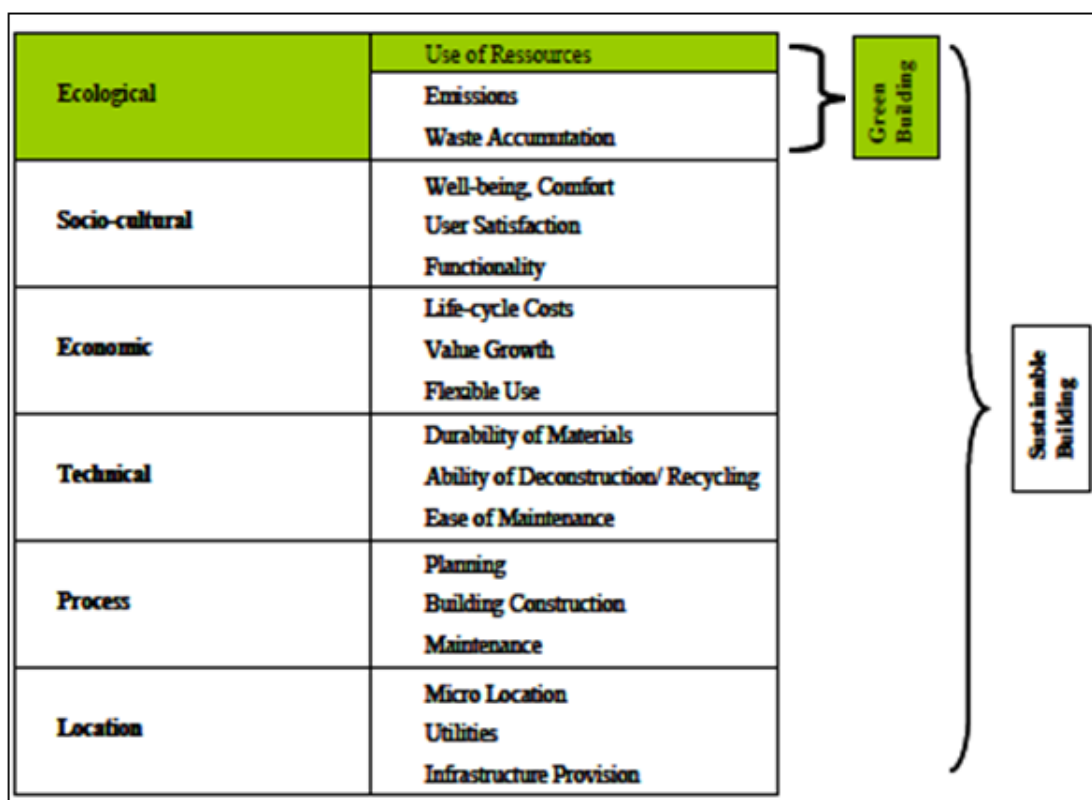 Ecological
Use of Ressources
Emissions
Waste Accumutation
Socio-cultural
Well-being, Comfort
User Satisfaction
Functionality
Economic
Life-cycle Costs
Value Growth
Flexible Use
Technical
Durability of Materials
Ability of Deconstruction/ Recycling
Ease of Maintenance
Process
Planning
Building Construction
Maintenance
Location
Micro Location
Utilities
Infrastructure Provision
Green
Building
Sustainable
Building